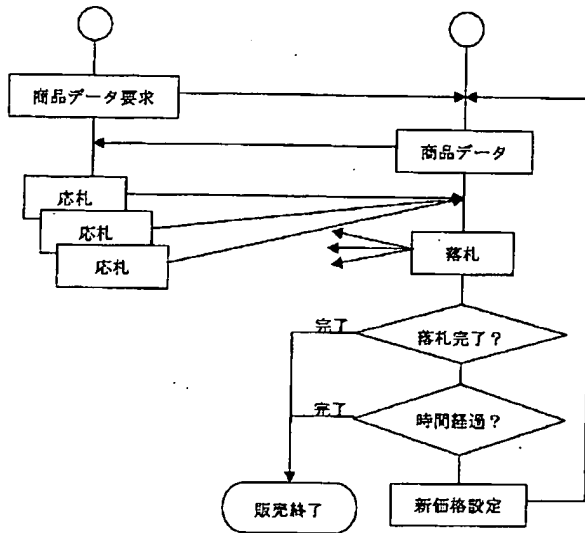 商品データ要求
商品データ
応札
応札
応札
落札
完了
落札完了？
完了
時間経過？
販売終了
新価格設定